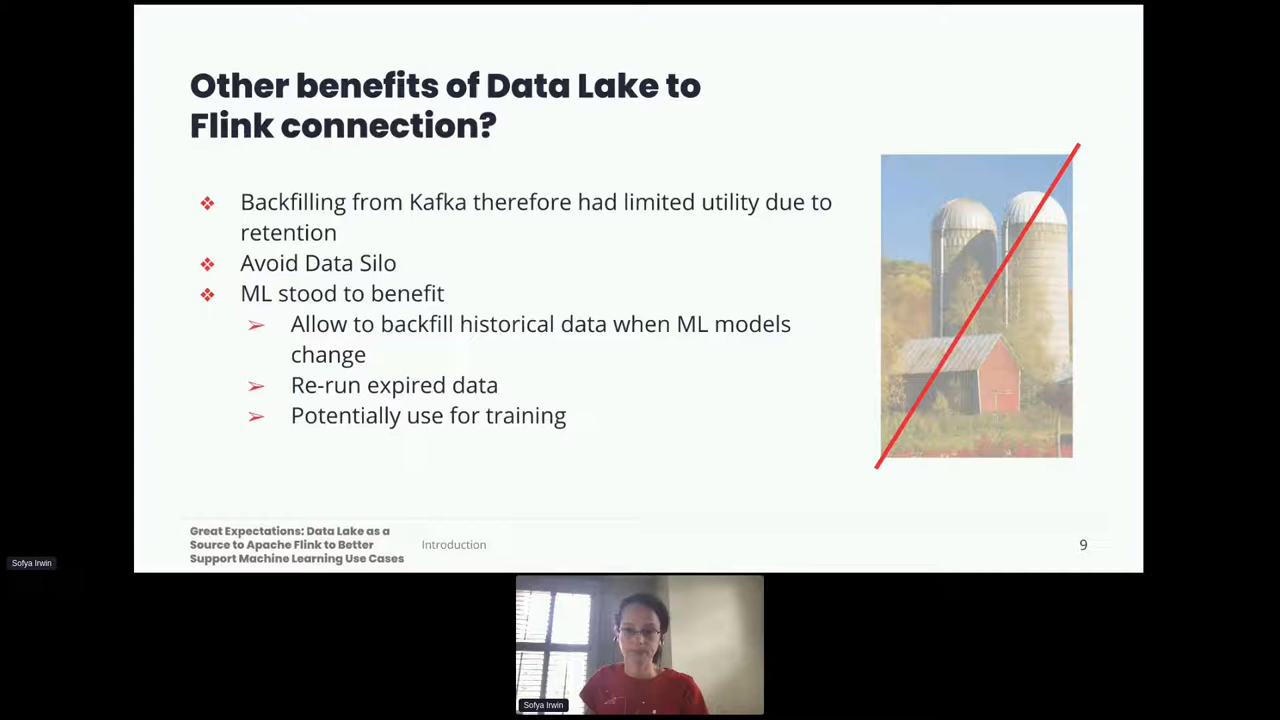 Other benefits of Data Lake to
Flink connection?
Backfilling from Kafka therefore had limited utility due to
retention
Avoid Data Silo
ML stood to benefit
Allow to backfill historical data when ML models
change
Re-run expired data
Potentially use for training
Great Expectations: Data Lake as a
Source to Apache Flink to Better
Support Machine Learning Use Cases
Introduction
9
Sofya Irwin
Sofya Irwin